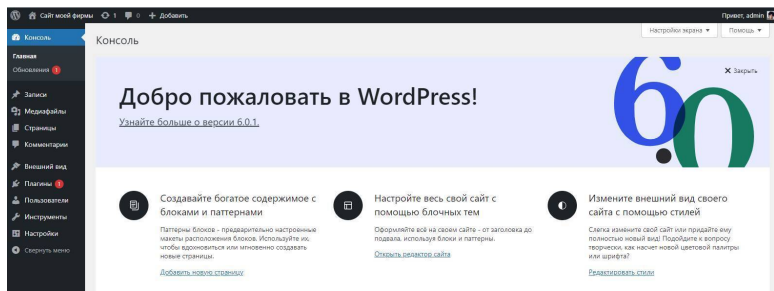 Сайт моей фирмы 1 0 + Добавить Привет, admin
Консоль
Главная
Обновления 1
Записи
Медиафайлы
Страницы
Комментарии
Внешний вид
Плагины 1
Пользователи
Инструменты
Настройки
Свернуть меню
Настройки экрана ▼ Помощь ▼
Консоль
Закрыть
Добро пожаловать в WordPress!
Узнайте больше о версии 6.0.1.
6.0
Создавайте богатое содержимое с
блоками и паттернами
Паттерны блоков - предварительно настроенные
макеты расположения блоков. Используйте их,
чтобы вдохновиться или мгновенно создавать
новые страницы.
Добавить новую страницу
Настройте весь свой сайт с
помощью блочных тем
Оформляйте всё на своем сайте - от заголовка до
подвала, используя блоки и паттерны.
Открыть редактор сайта
Измените внешний вид своего
сайта с помощью стилей
Слегка измените свой сайт или придайте ему
полностью новый вид! Подойдите к вопросу
творчески, как насчет новой цветовой палитры
или шрифта?
Редактировать стили